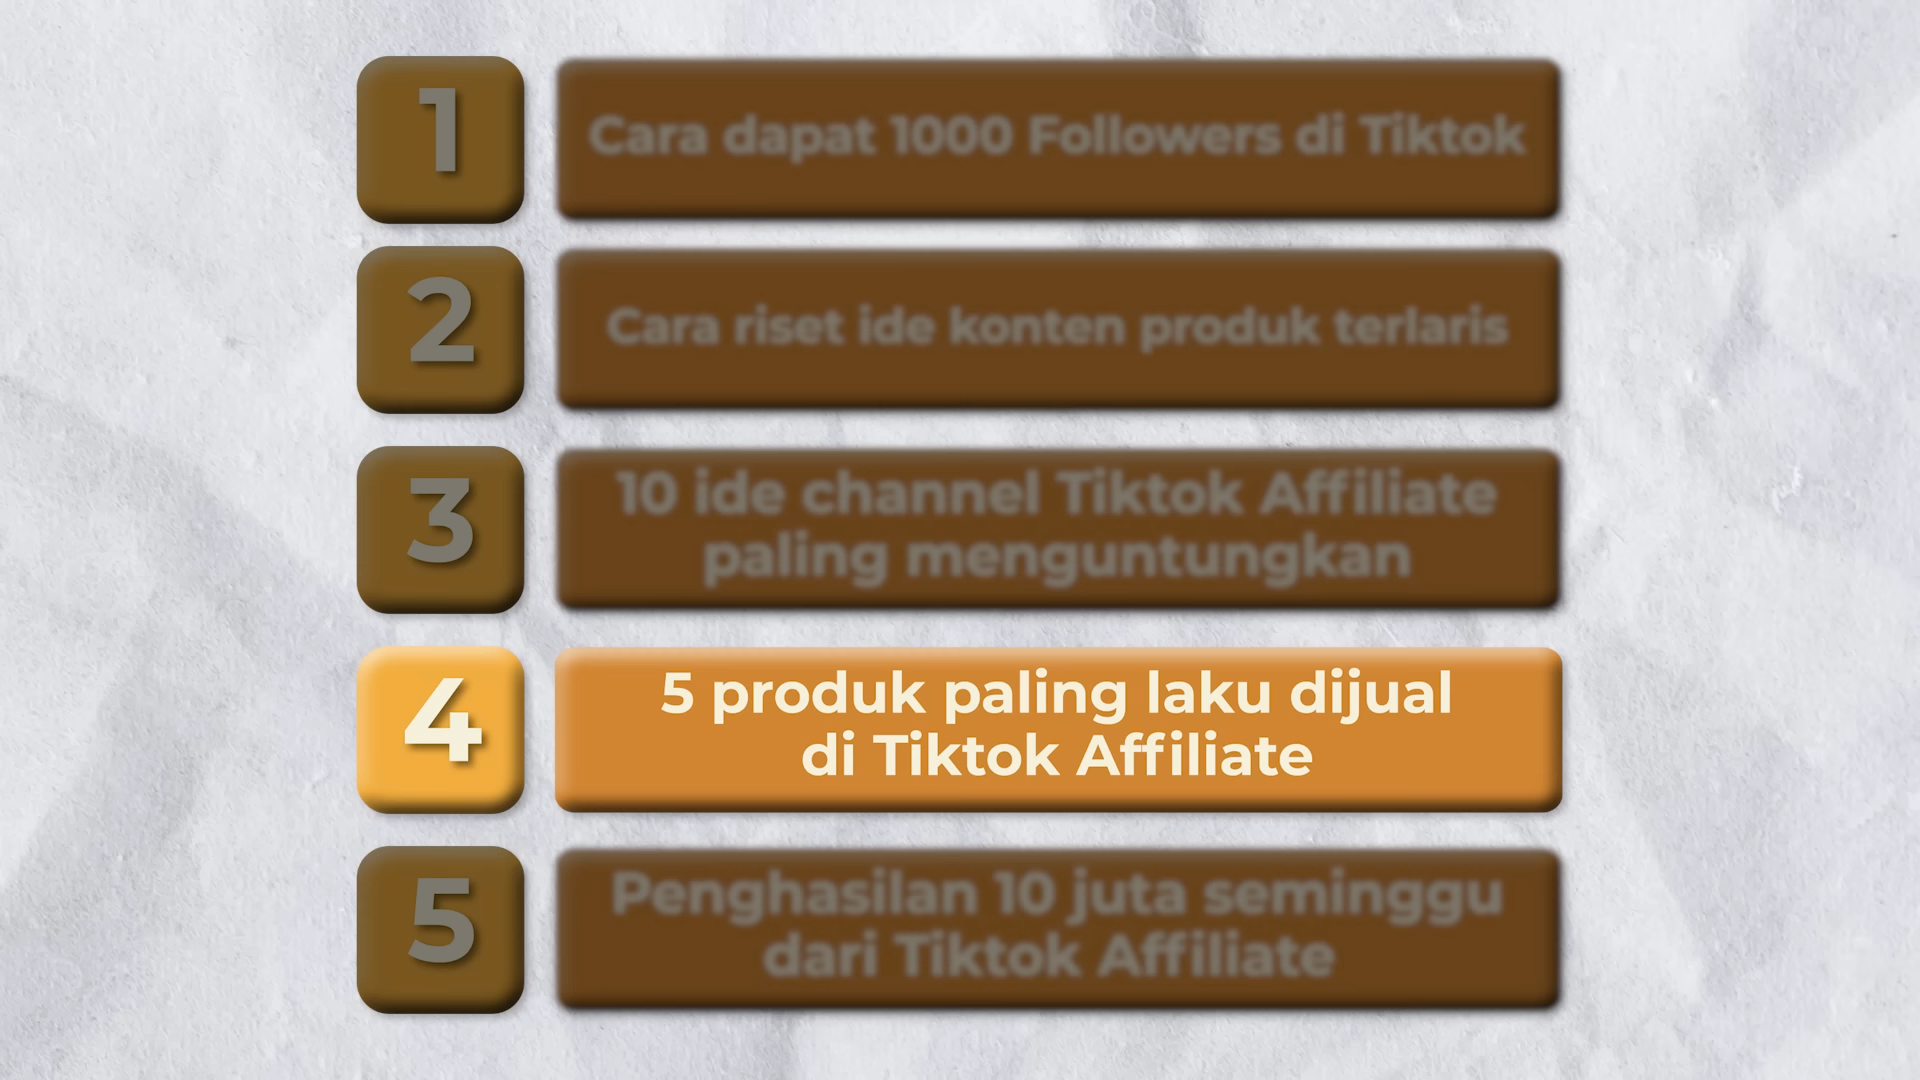 1
Cara dapat 1000 Followers di Tiktok
2
Cara riset ide konten produk terlaris
3
10 ide channel Tiktok Affiliate
paling menguntungkan
4
5 produk paling laku dijual
di Tiktok Affiliate
5
Penghasilan 10 juta seminggu
dari Tiktok Affiliate